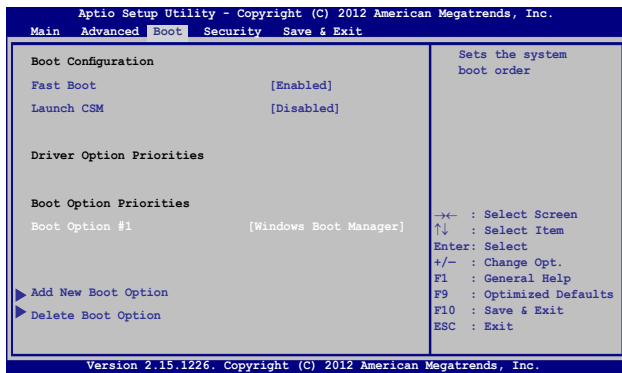 Aptio Setup Utility - Copyright (C) 2012 American Megatrends, Inc.
Main Advanced Boot Security Save & Exit
Boot Configuration
Fast Boot [Enabled]
Launch CSM [Disabled]
Driver Option Priorities
Boot Option Priorities
Boot Option #1 [Windows Boot Manager]
Add New Boot Option
Delete Boot Option
Sets the system
boot order
→← : Select Screen
↑↓ : Select Item
Enter: Select
+/— : Change Opt.
F1 : General Help
F9 : Optimized Defaults
F10 : Save & Exit
ESC : Exit
Version 2.15.1226. Copyright (C) 2012 American Megatrends, Inc.